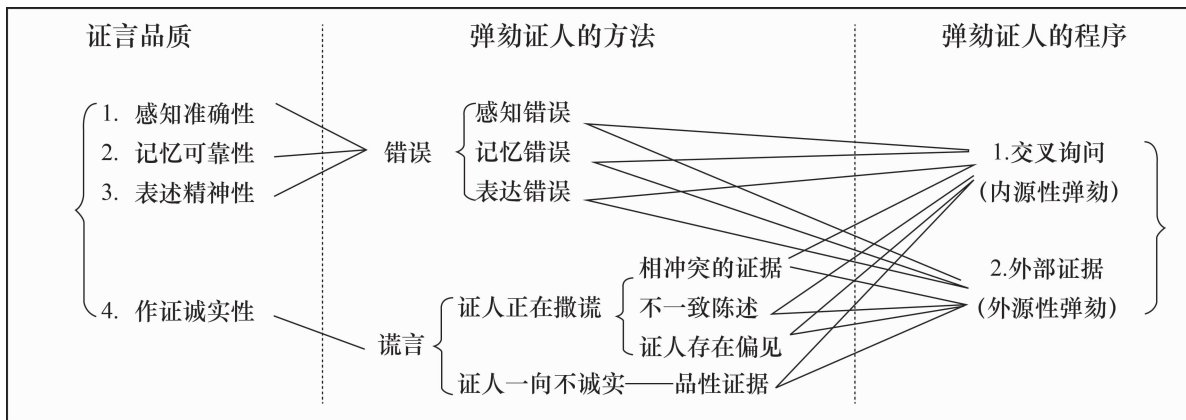 证言品质
弹劾证人的方法
弹劾证人的程序
1. 感知准确性
2. 记忆可靠性
3. 表述精神性
4. 作证诚实性
错误
感知错误
记忆错误
表达错误
谎言
证人正在撒谎
相冲突的证据
不一致陈述
证人存在偏见
证人一向不诚实——品性证据
1.交叉询问
(内源性弹劾)
2.外部证据
(外源性弹劾)